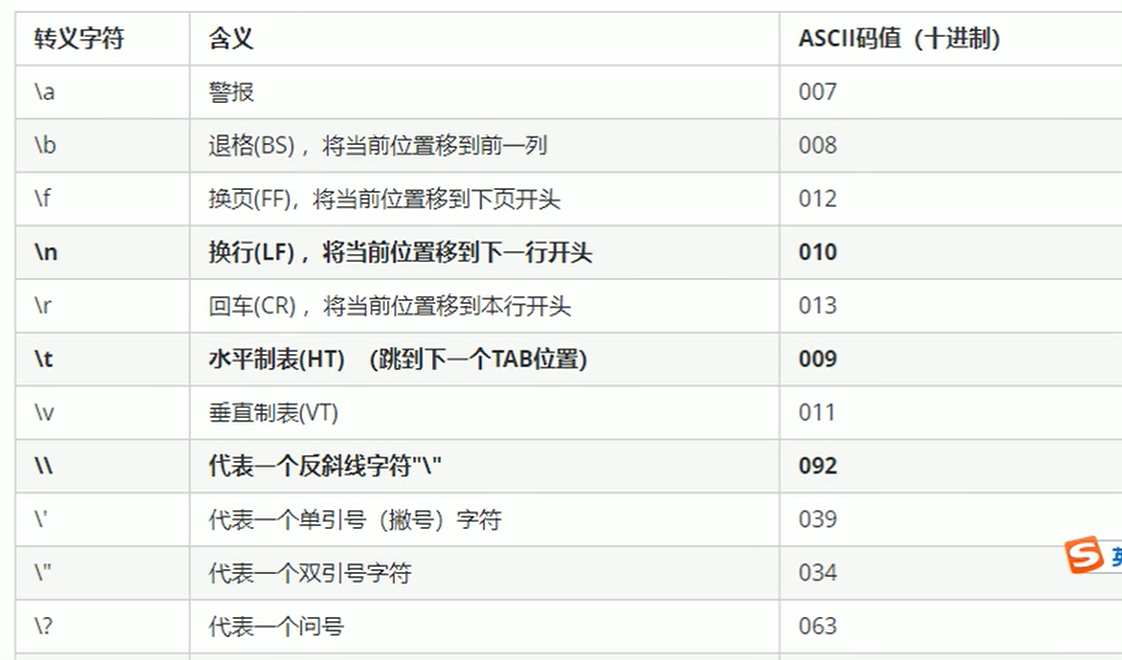 转义字符 含义 ASCII码值（十进制）
\a 警报 007
\b 退格(BS) ，将当前位置移到前一列 008
\f 换页(FF)，将当前位置移到下页开头 012
\n 换行(LF) ，将当前位置移到下一行开头 010
\r 回车(CR) ，将当前位置移到本行开头 013
\t 水平制表(HT) （跳到下一个TAB位置） 009
\v 垂直制表(VT) 011
\\ 代表一个反斜线字符"\" 092
\' 代表一个单引号（撇号）字符 039
\" 代表一个双引号字符 034
\? 代表一个问号 063